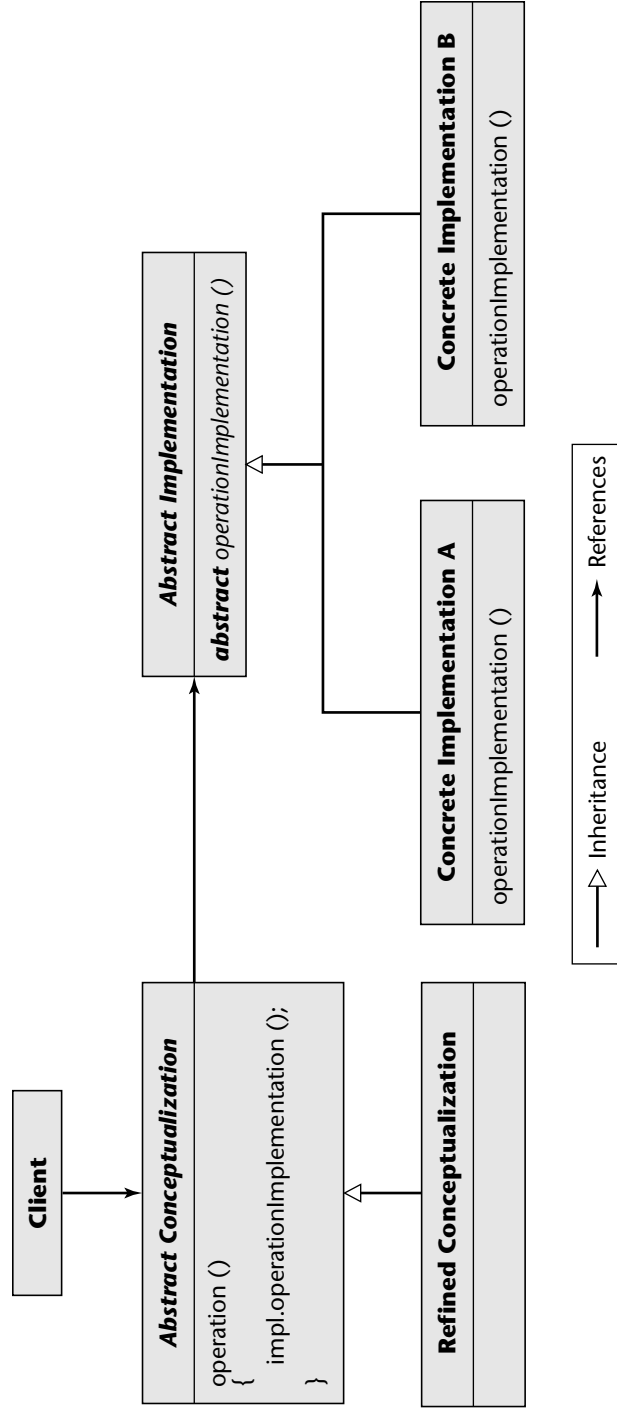 Client
Abstract Conceptualization
operation ()
{
impl.operationImplementation ();
}
Refined Conceptualization
Abstract Implementation
abstract operationImplementation ()
Concrete Implementation A
operationImplementation ()
Concrete Implementation B
operationImplementation ()
Inheritance
References